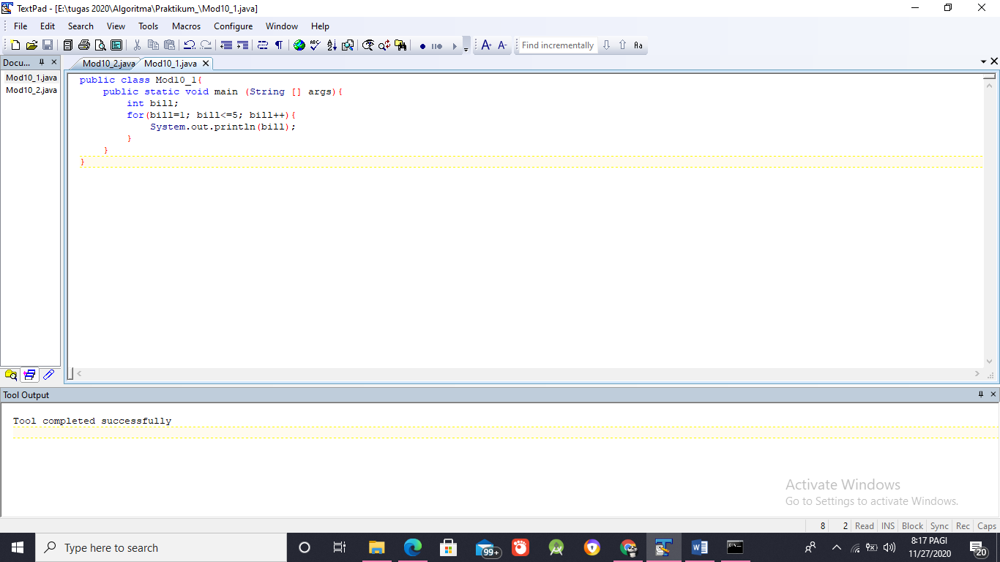 TextPad - [E:\tugas 2020\Algoritma\Praktikum_\Mod10_1.java]
File Edit Search View Tools Macros Configure Window Help
Find incrementally Aa
Docu...
Mod10_2.java Mod10_1.java
Mod10_1.java
Mod10_2.java
public class Mod10_1{
    public static void main (String [] args){
        int bill;
        for(bill=1; bill<=5; bill++){
            System.out.println(bill);
        }
    }
}
Tool Output
Tool completed successfully
Activate Windows
Go to Settings to activate Windows.
8 2 Read INS Block Sync Rec Caps
Type here to search
99+
8:17 PAGI
11/27/2020
20